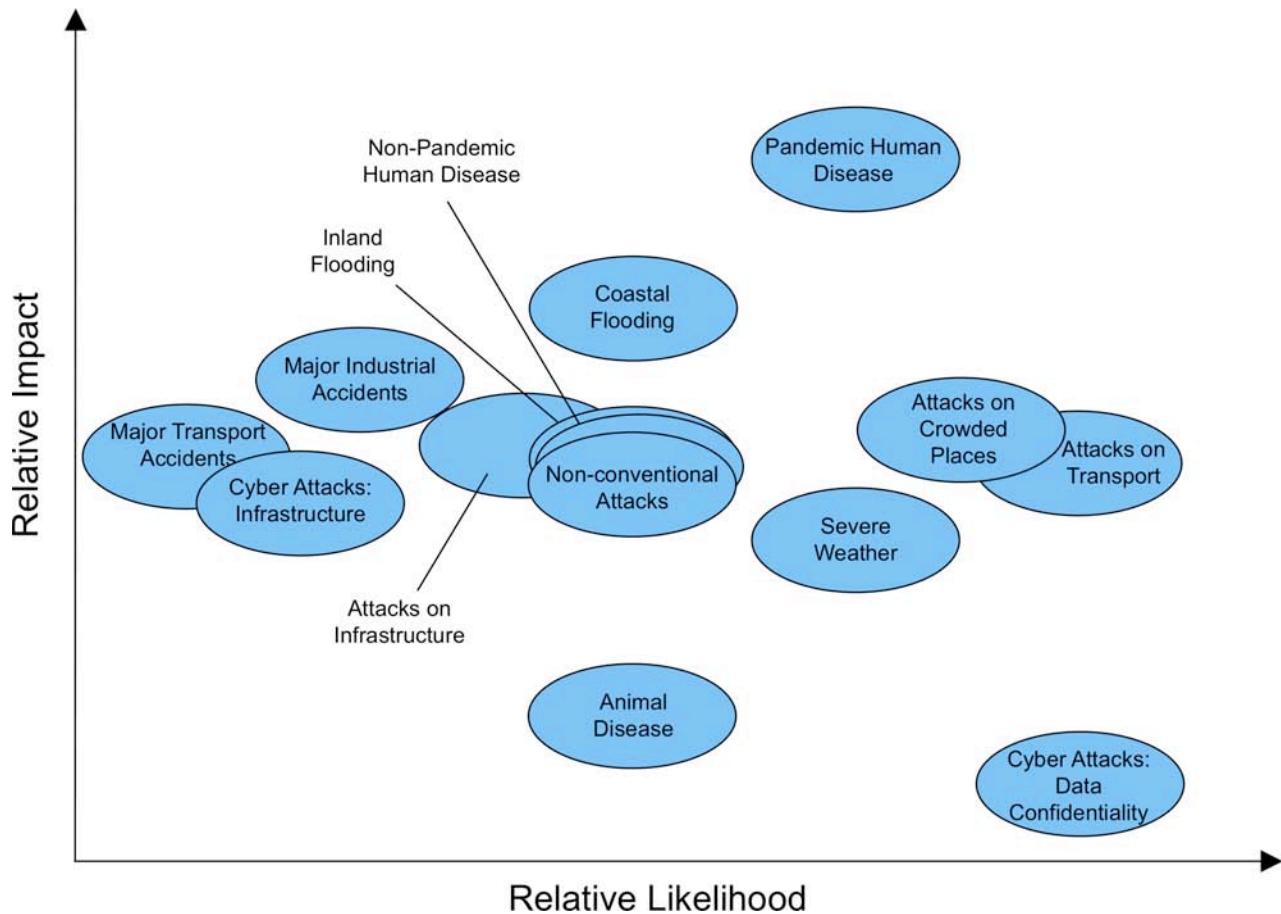 Pandemic Human
Disease
Non-Pandemic
Human Disease
Inland
Flooding
Coastal
Flooding
Major Industrial
Accidents
Major Transport
Accidents
Cyber Attacks:
Infrastructure
Non-conventional
Attacks
Attacks on
Crowded
Places
Attacks on
Transport
Severe
Weather
Attacks on
Infrastructure
Animal
Disease
Cyber Attacks:
Data
Confidentiality
Relative Impact
Relative Likelihood